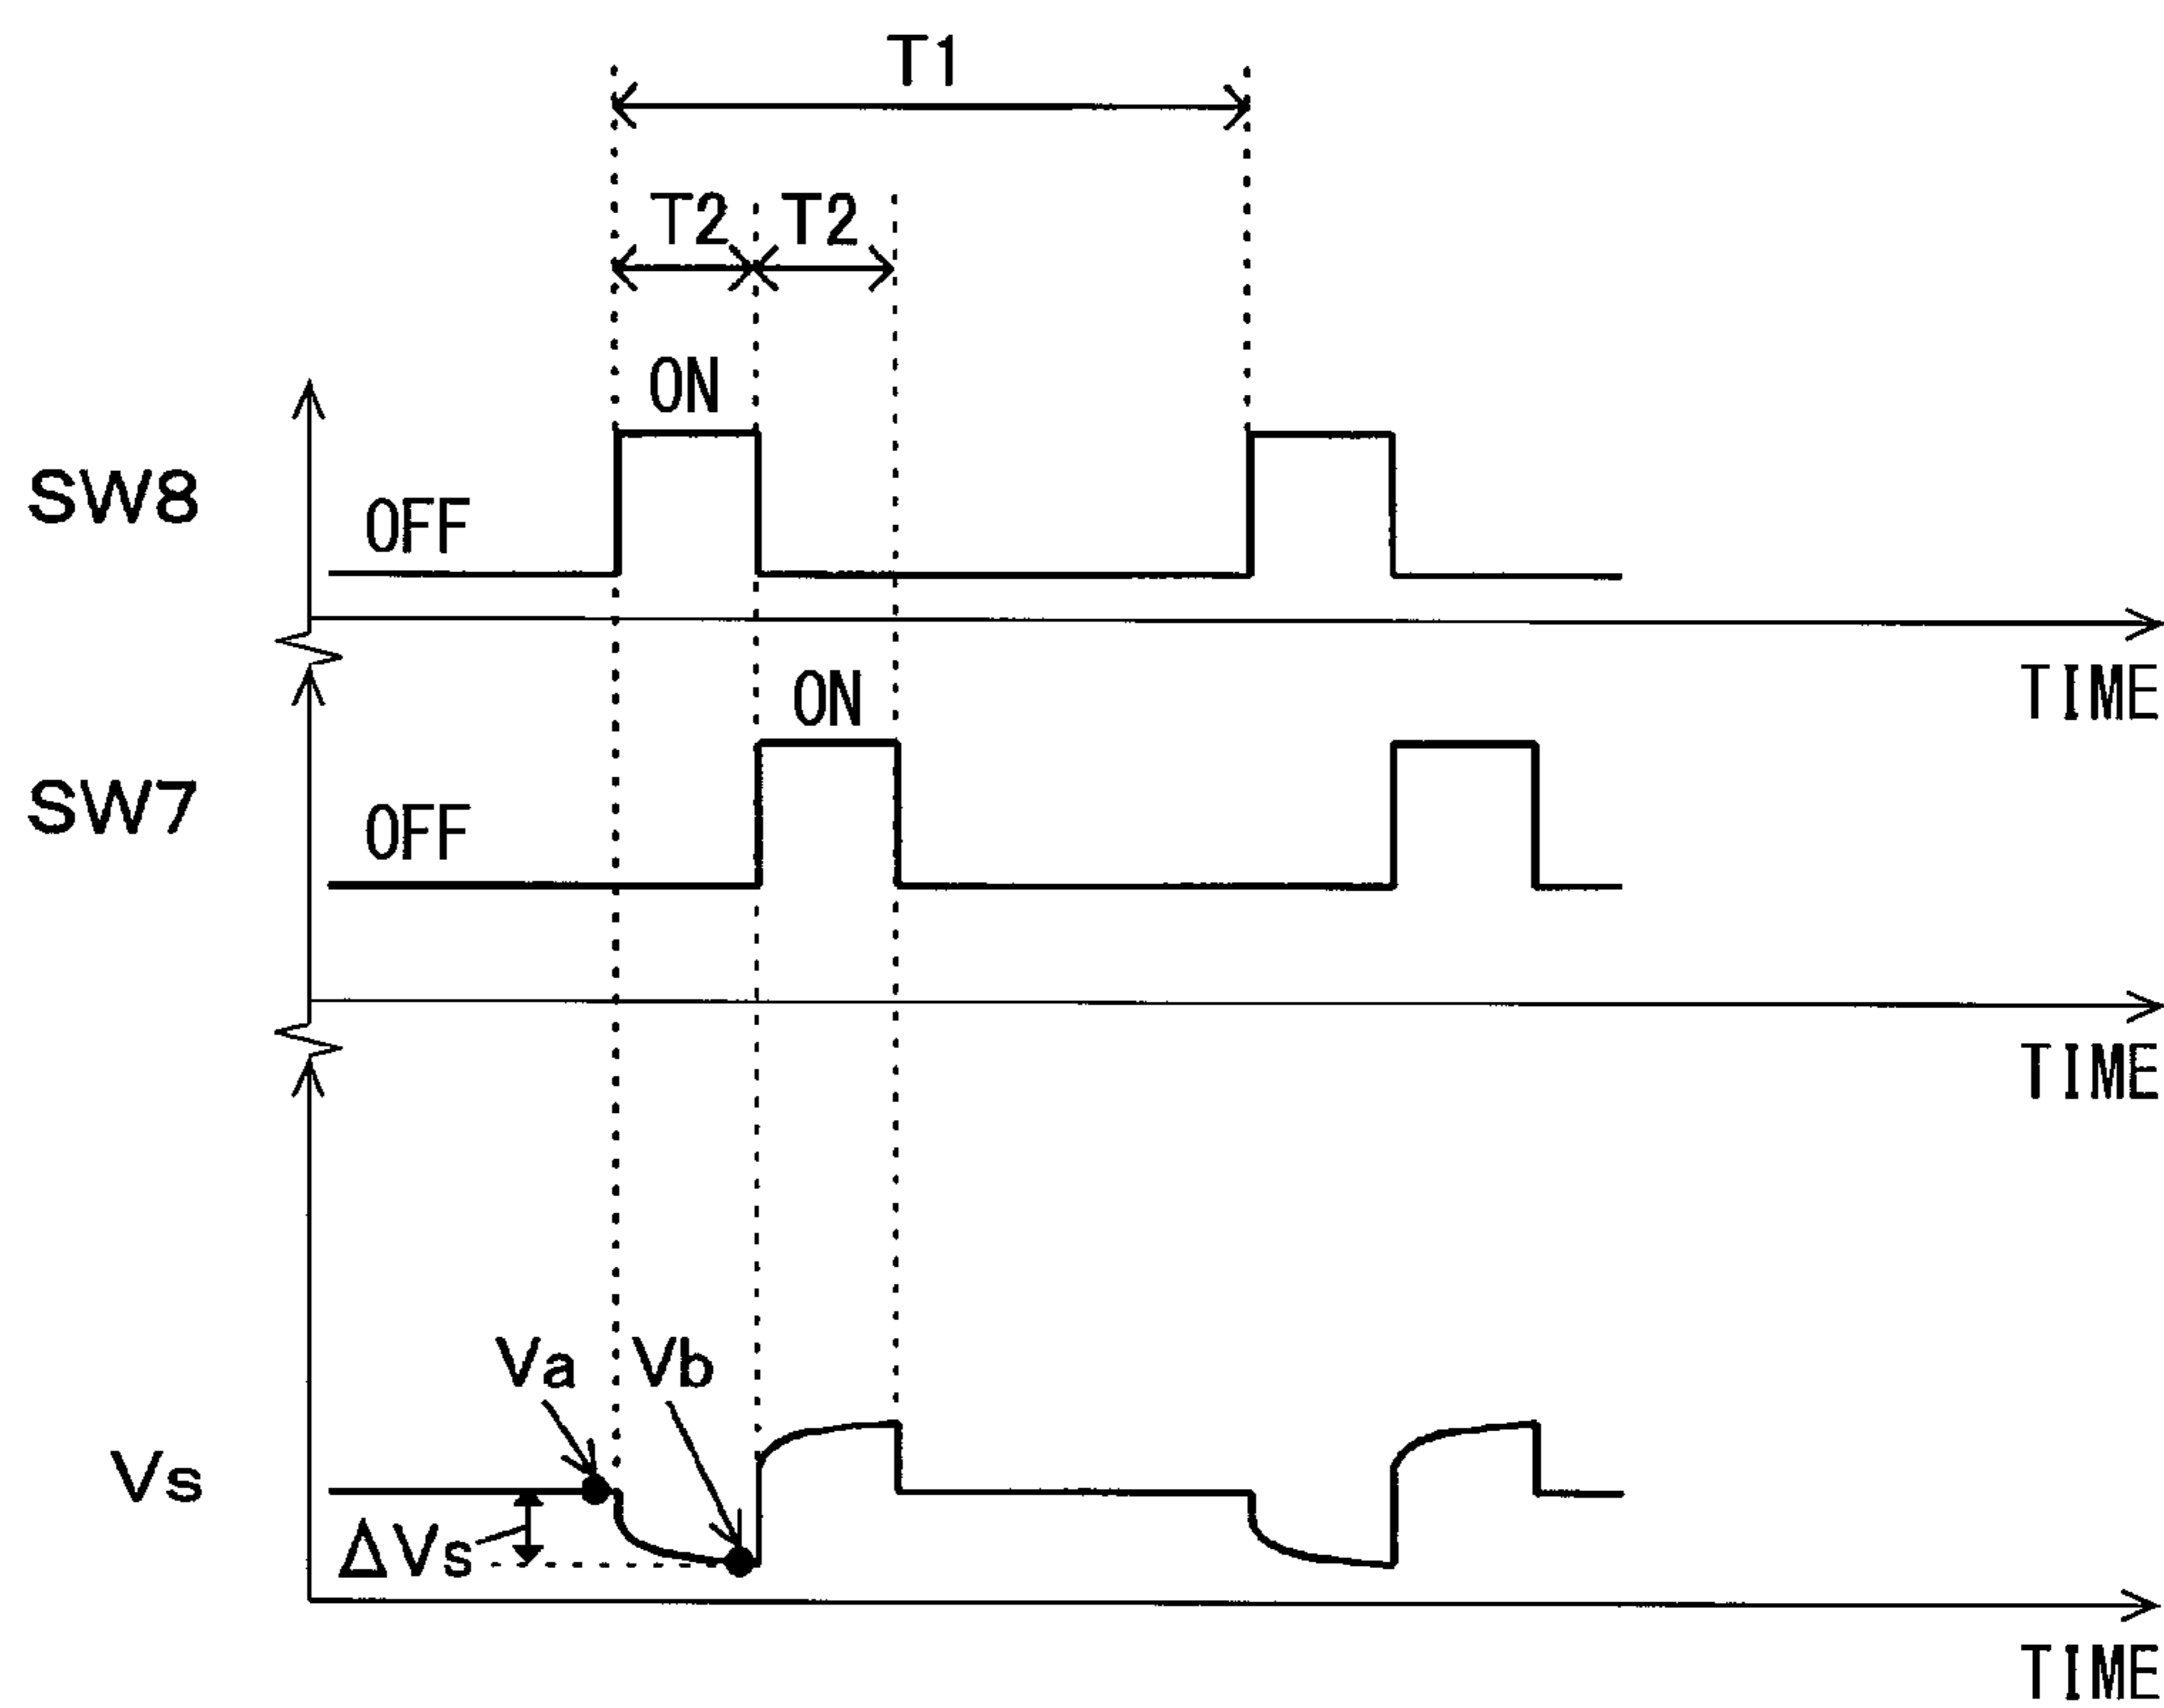 T1
T2 T2
ON
SW8
OFF
TIME
ON
SW7
OFF
TIME
Va Vb
Vs
ΔVs
TIME